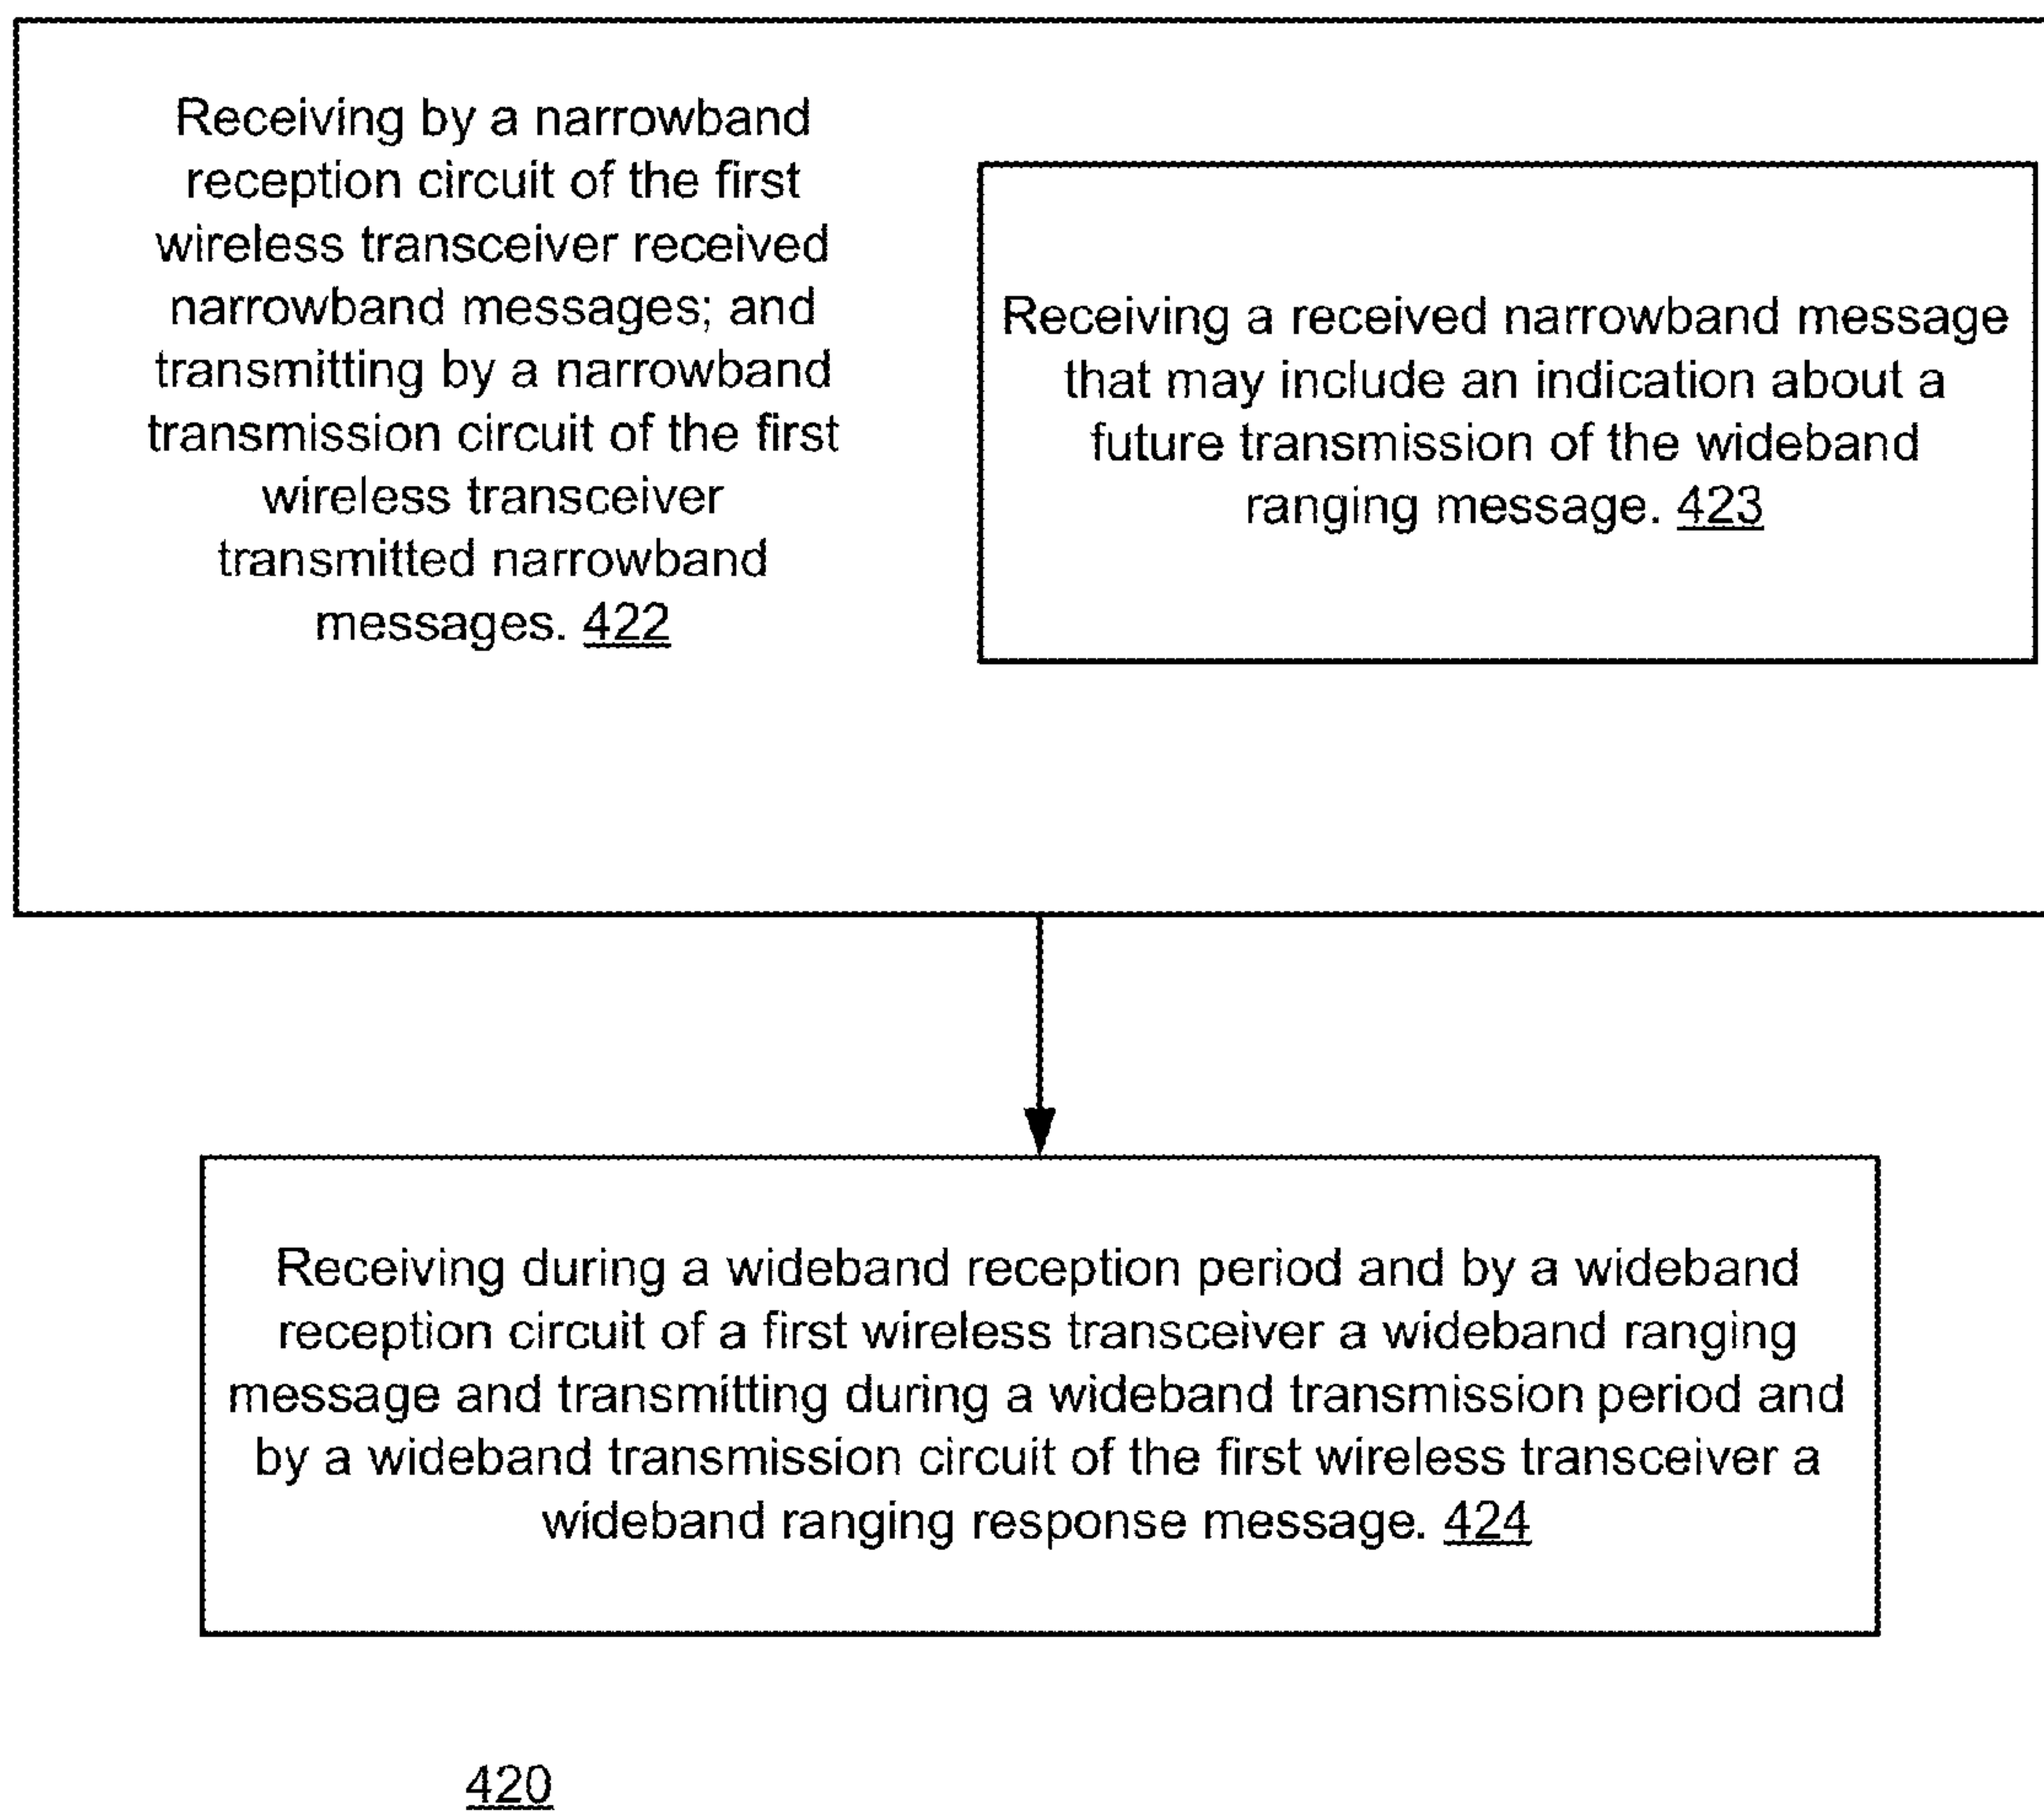 Receiving by a narrowband
reception circuit of the first
wireless transceiver received
narrowband messages; and
transmitting by a narrowband
transmission circuit of the first
wireless transceiver
transmitted narrowband
messages. 422
Receiving a received narrowband message
that may include an indication about a
future transmission of the wideband
ranging message. 423
Receiving during a wideband reception period and by a wideband
reception circuit of a first wireless transceiver a wideband ranging
message and transmitting during a wideband transmission period and
by a wideband transmission circuit of the first wireless transceiver a
wideband ranging response message. 424
420